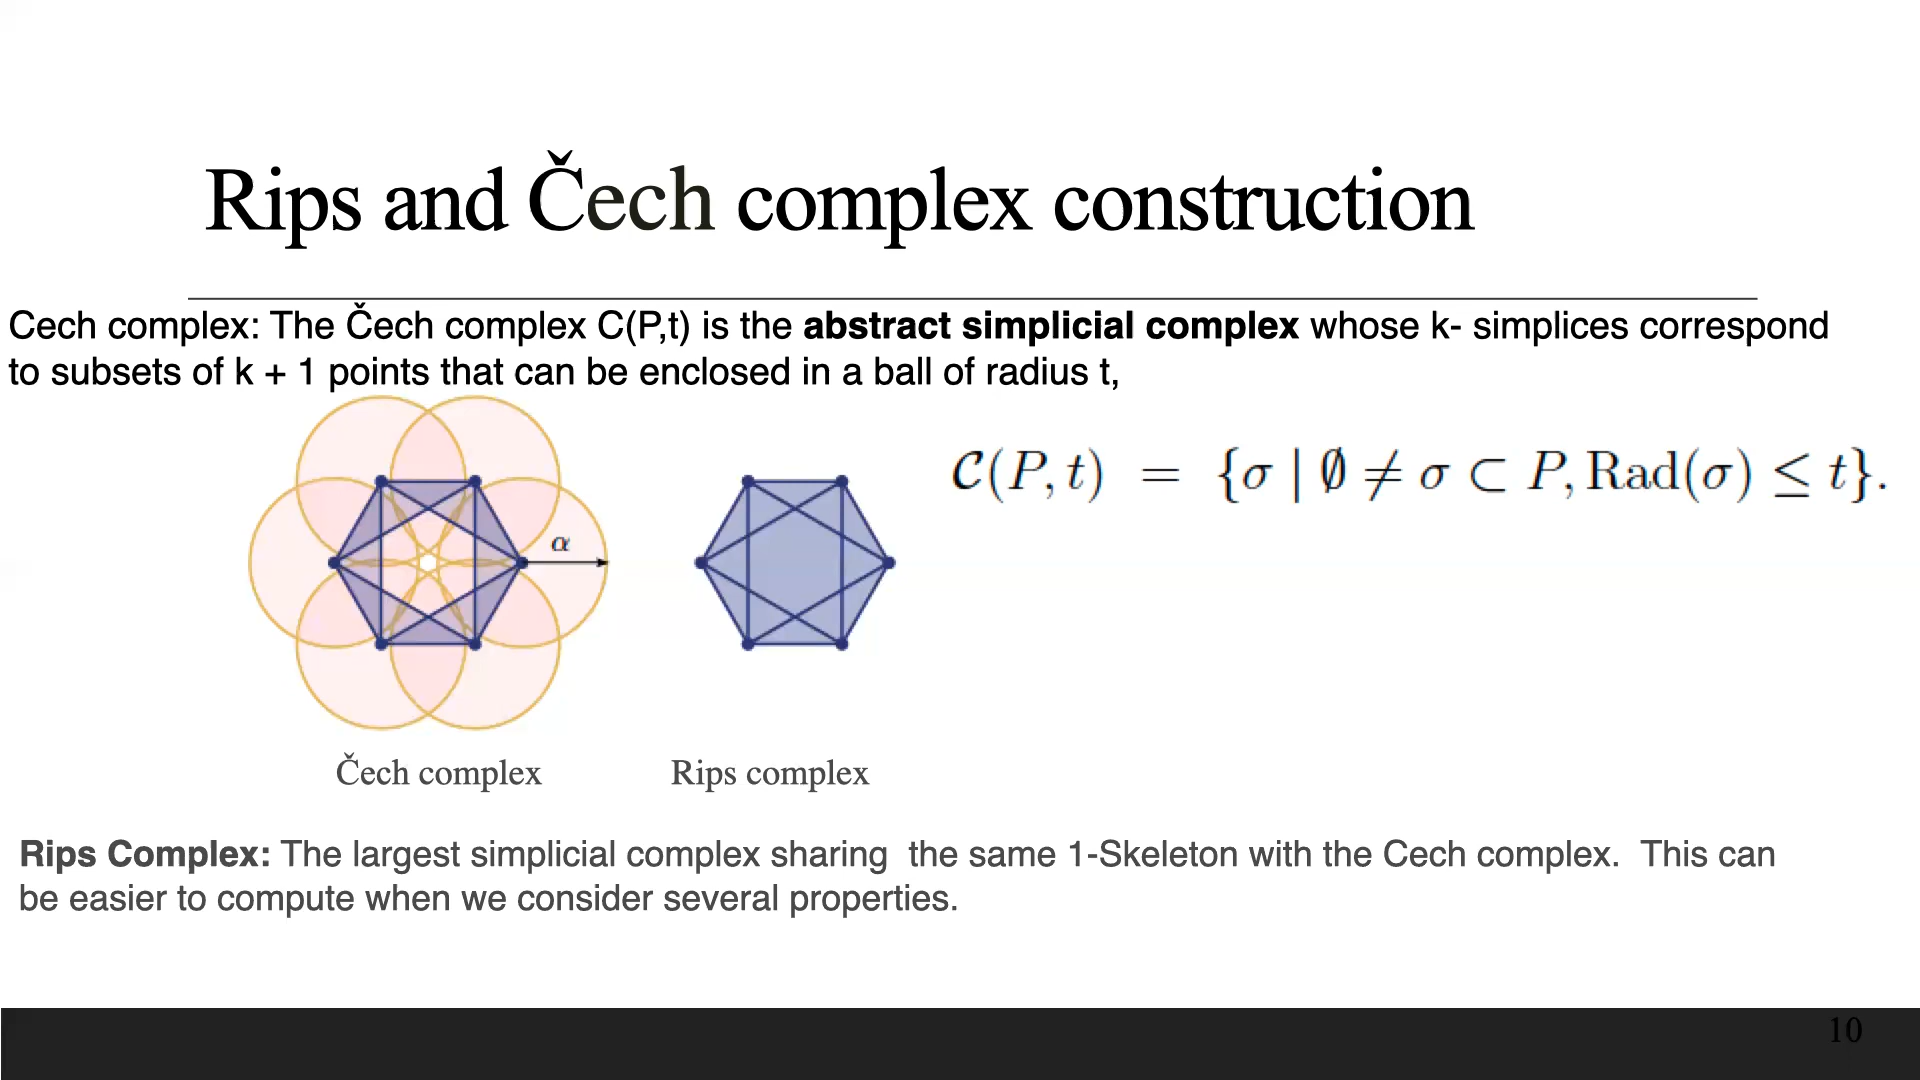 Rips and Čech complex construction
Cech complex: The Čech complex C(P,t) is the abstract simplicial complex whose k- simplices correspond
to subsets of k + 1 points that can be enclosed in a ball of radius t,
𝒞(P, t) = {σ | ∅ ≠ σ ⊂ P, Rad(σ) ≤ t}.
α
Čech complex
Rips complex
Rips Complex: The largest simplicial complex sharing  the same 1-Skeleton with the Cech complex.  This can
be easier to compute when we consider several properties.
10